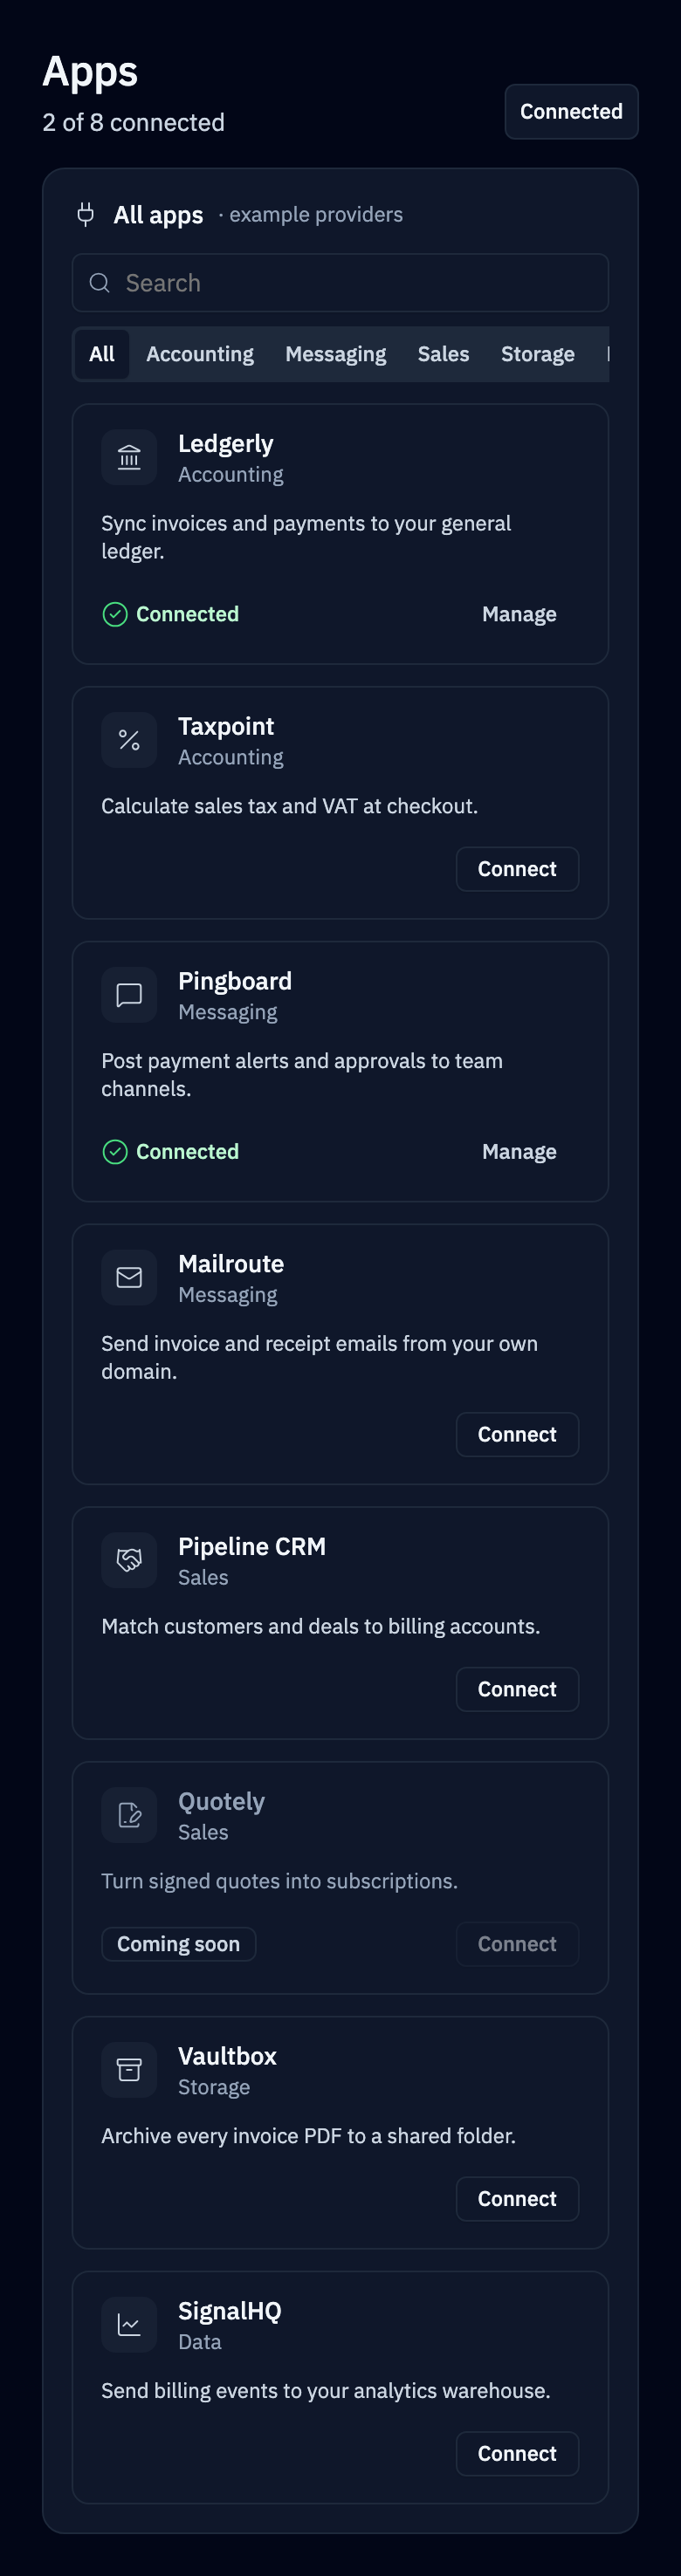 Apps
2 of 8 connected
Connected
All apps · example providers
Search
All Accounting Messaging Sales Storage
Ledgerly
Accounting
Sync invoices and payments to your general
ledger.
Connected Manage
Taxpoint
Accounting
Calculate sales tax and VAT at checkout.
Connect
Pingboard
Messaging
Post payment alerts and approvals to team
channels.
Connected Manage
Mailroute
Messaging
Send invoice and receipt emails from your own
domain.
Connect
Pipeline CRM
Sales
Match customers and deals to billing accounts.
Connect
Quotely
Sales
Turn signed quotes into subscriptions.
Coming soon Connect
Vaultbox
Storage
Archive every invoice PDF to a shared folder.
Connect
SignalHQ
Data
Send billing events to your analytics warehouse.
Connect